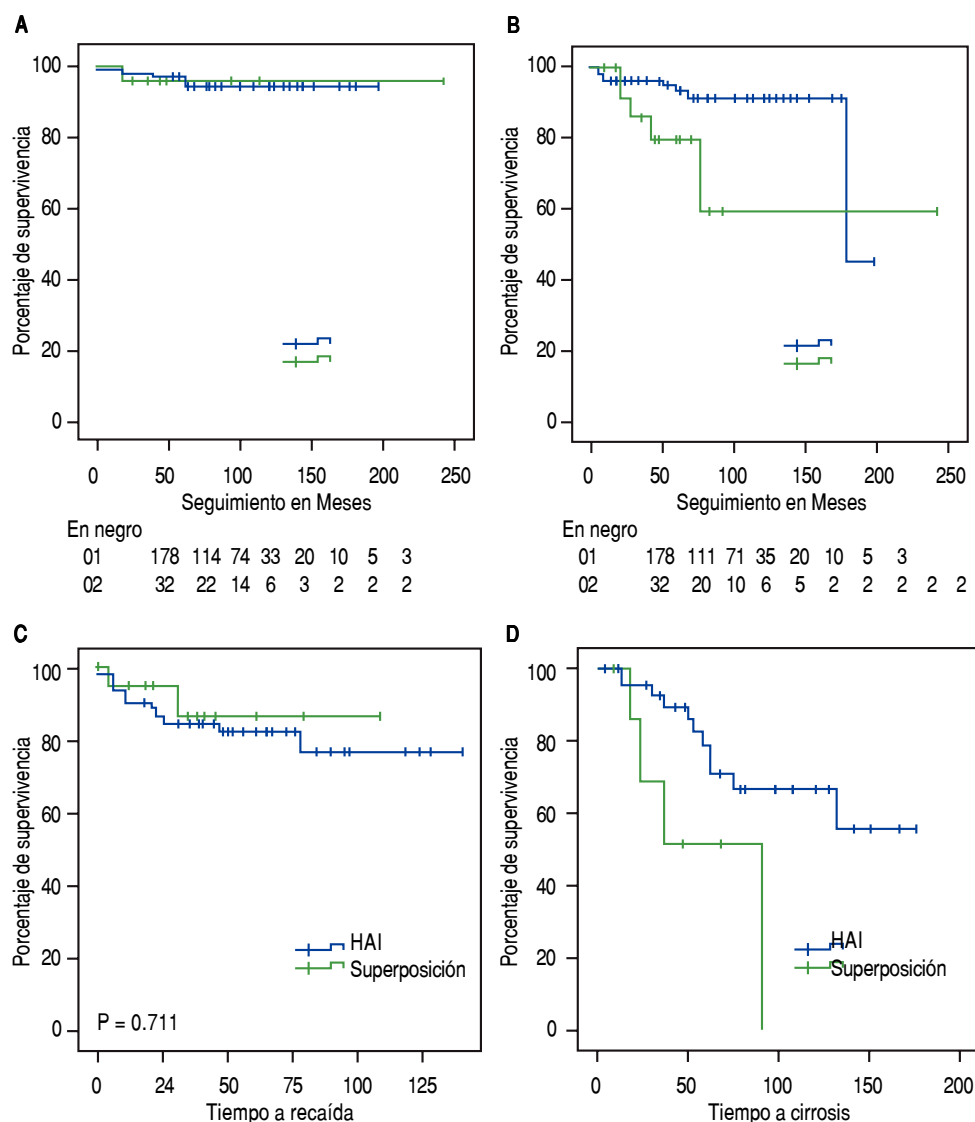 A
Porcentaje de supervivencia
100
80
60
40
20
0
0 50 100 150 200 250
Seguimiento en Meses
En negro
01 178 114 74 33 20 10 5 3
02 32 22 14 6 3 2 2 2
B
Porcentaje de supervivencia
100
80
60
40
20
0
0 50 100 150 200 250
Seguimiento en Meses
01 178 111 71 35 20 10 5 3
02 32 20 10 6 5 2 2 2 2 2
C
Porcentaje de supervivencia
100
80
60
40
20
0
HAI
Superposición
P = 0.711
0 24 50 75 100 125
Tiempo a recaída
D
Porcentaje de supervivencia
100
80
60
40
20
0
HAI
Superposición
0 50 100 150 200
Tiempo a cirrosis